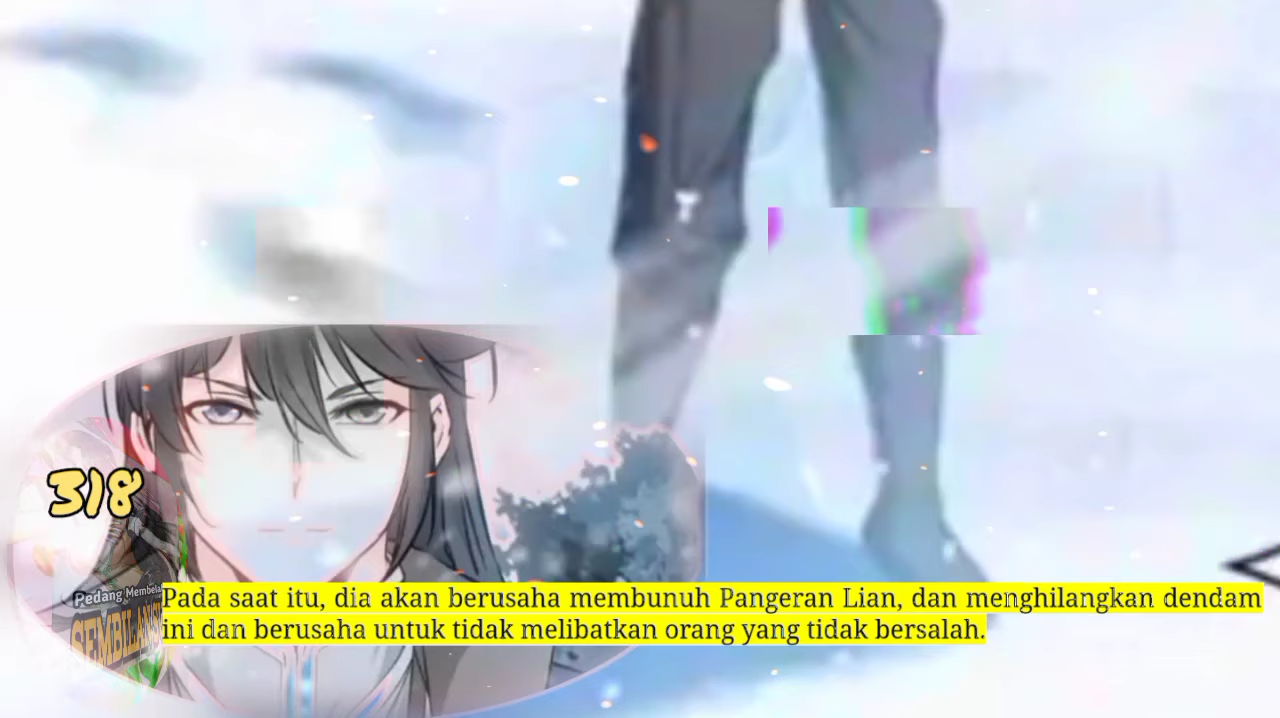 318
Pedang Membelah
SEMBILAN
Pada saat itu, dia akan berusaha membunuh Pangeran Lian, dan menghilangkan dendam
ini dan berusaha untuk tidak melibatkan orang yang tidak bersalah.